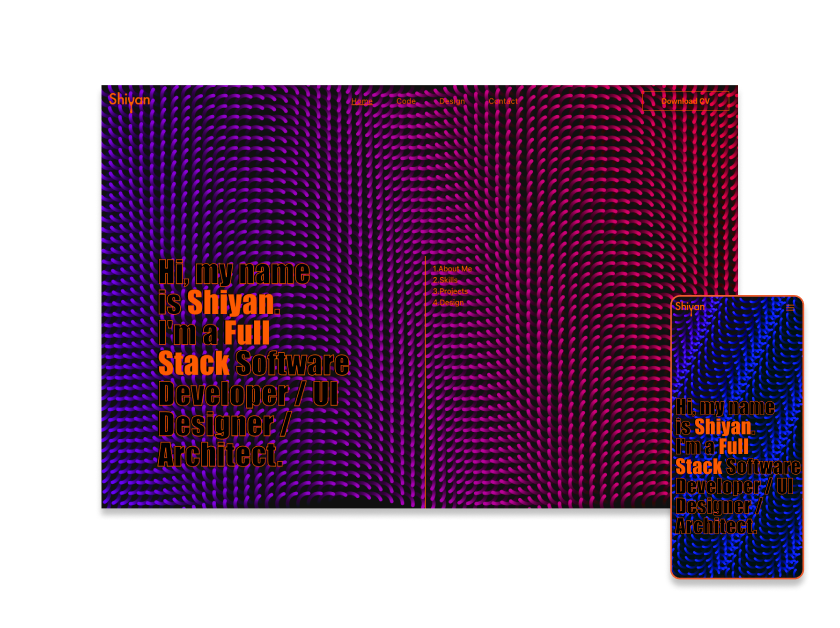 Shiyan
Home Code Design Contact
Download CV
Hi, my name
is Shiyan.
I'm a Full
Stack Software
Developer / UI
Designer /
Architect.
1.About Me
2.Skills
3.Projects
4.Design
Shiyan
Hi, my name
is Shiyan.
I'm a Full
Stack Software
Developer / UI
Designer /
Architect.